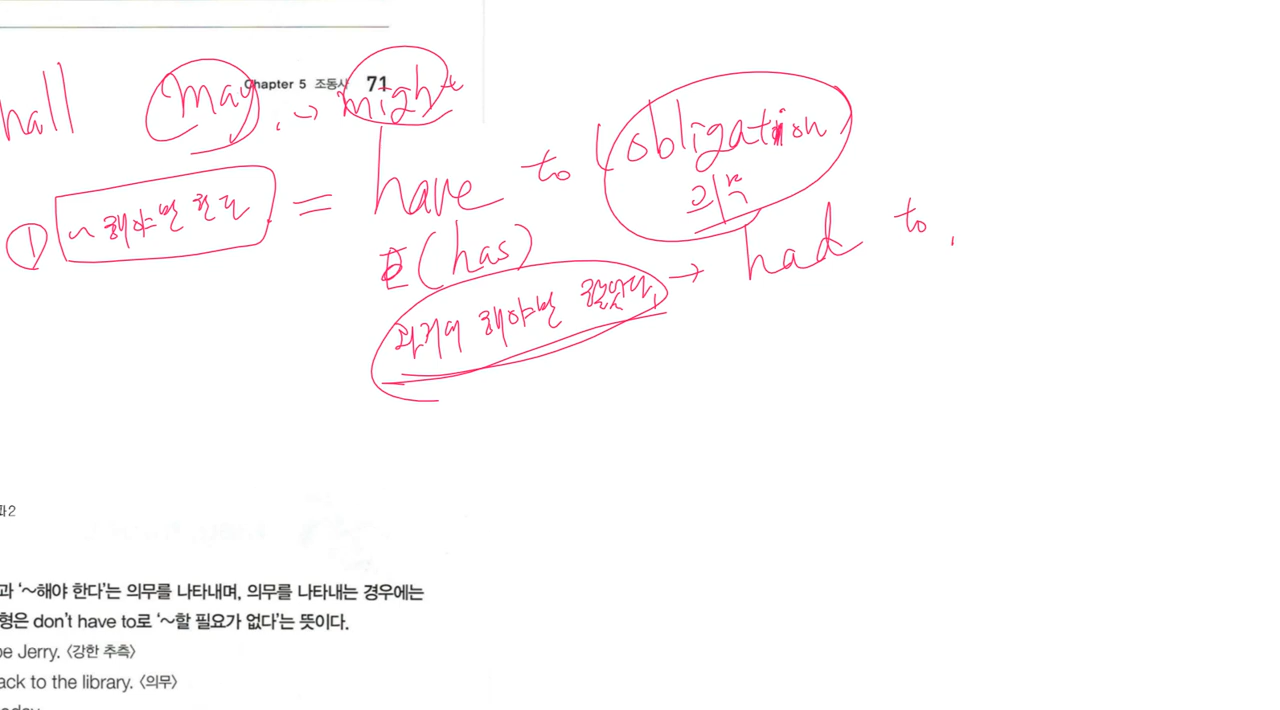 Chapter 5 조동사 71
hall may → might
① ~해야만 한다 = have to (obligation
의무
(has) → had to
과거에 해야만 했었다
과2
과 '~해야 한다'는 의무를 나타내며, 의무를 나타내는 경우에는
형은 don't have to로 '~할 필요가 없다'는 뜻이다.
be Jerry. 〈강한 추측〉
ack to the library. 〈의무〉
oday